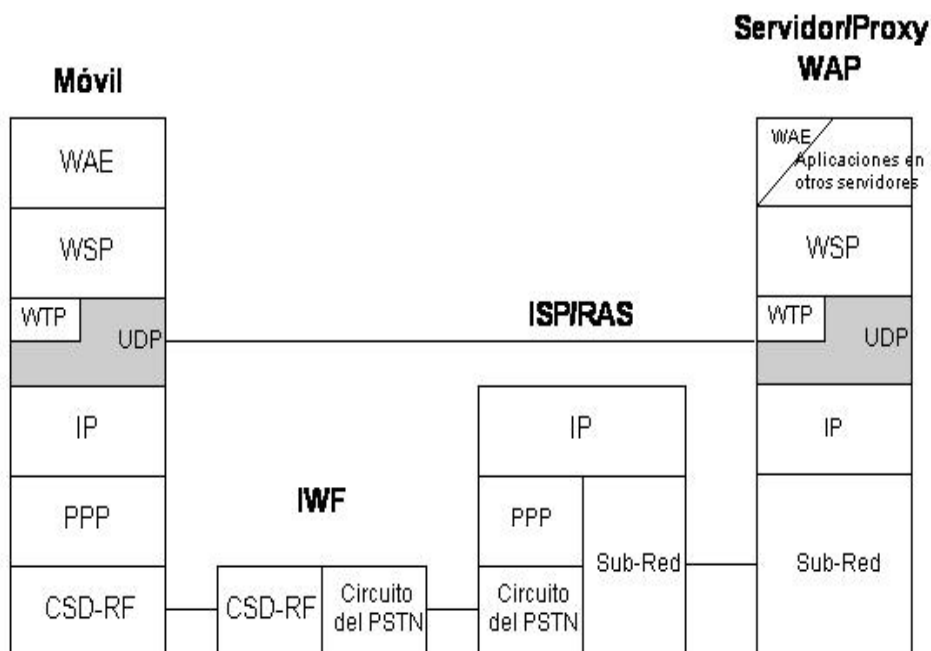 Móvil
WAE
WSP
WTP
UDP
IP
PPP
CSD-RF
IWF
CSD-RF
Circuito
del PSTN
ISP/RAS
IP
PPP
Sub-Red
Circuito
del PSTN
Servidor/Proxy
WAP
WAE
Aplicaciones en
otros servidores
WSP
WTP
UDP
IP
Sub-Red